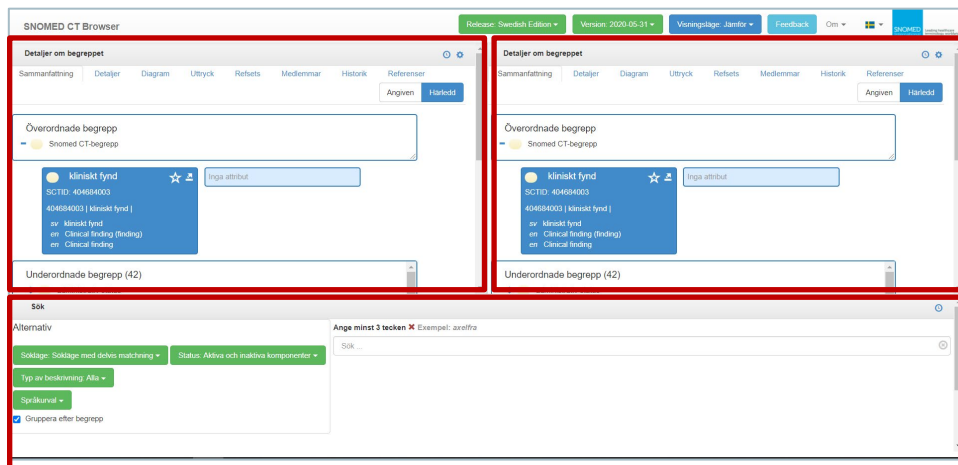 SNOMED CT Browser
Release: Swedish Edition
Version: 2020-05-31
Visningsläge: Jämför
Feedback
Om
SNOMED
Detaljer om begreppet
Sammanfattning Detaljer Diagram Uttryck Refsets Medlemmar Historik Referenser
Angiven Härledd
Överordnade begrepp
Snomed CT-begrepp
kliniskt fynd
Inga attribut
SCTID: 404684003
404684003 | kliniskt fynd |
sv kliniskt fynd
en Clinical finding (finding)
en Clinical finding
Underordnade begrepp (42)
Detaljer om begreppet
Sammanfattning Detaljer Diagram Uttryck Refsets Medlemmar Historik Referenser
Angiven Härledd
Överordnade begrepp
Snomed CT-begrepp
kliniskt fynd
Inga attribut
SCTID: 404684003
404684003 | kliniskt fynd |
sv kliniskt fynd
en Clinical finding (finding)
en Clinical finding
Underordnade begrepp (42)
Sök
Alternativ
Sökläge: Sökläge med delvis matchning
Status: Aktiva och inaktiva komponenter
Typ av beskrivning: Alla
Språkurval
Gruppera efter begrepp
Ange minst 3 tecken ✖ Exempel: axelfra
Sök ...